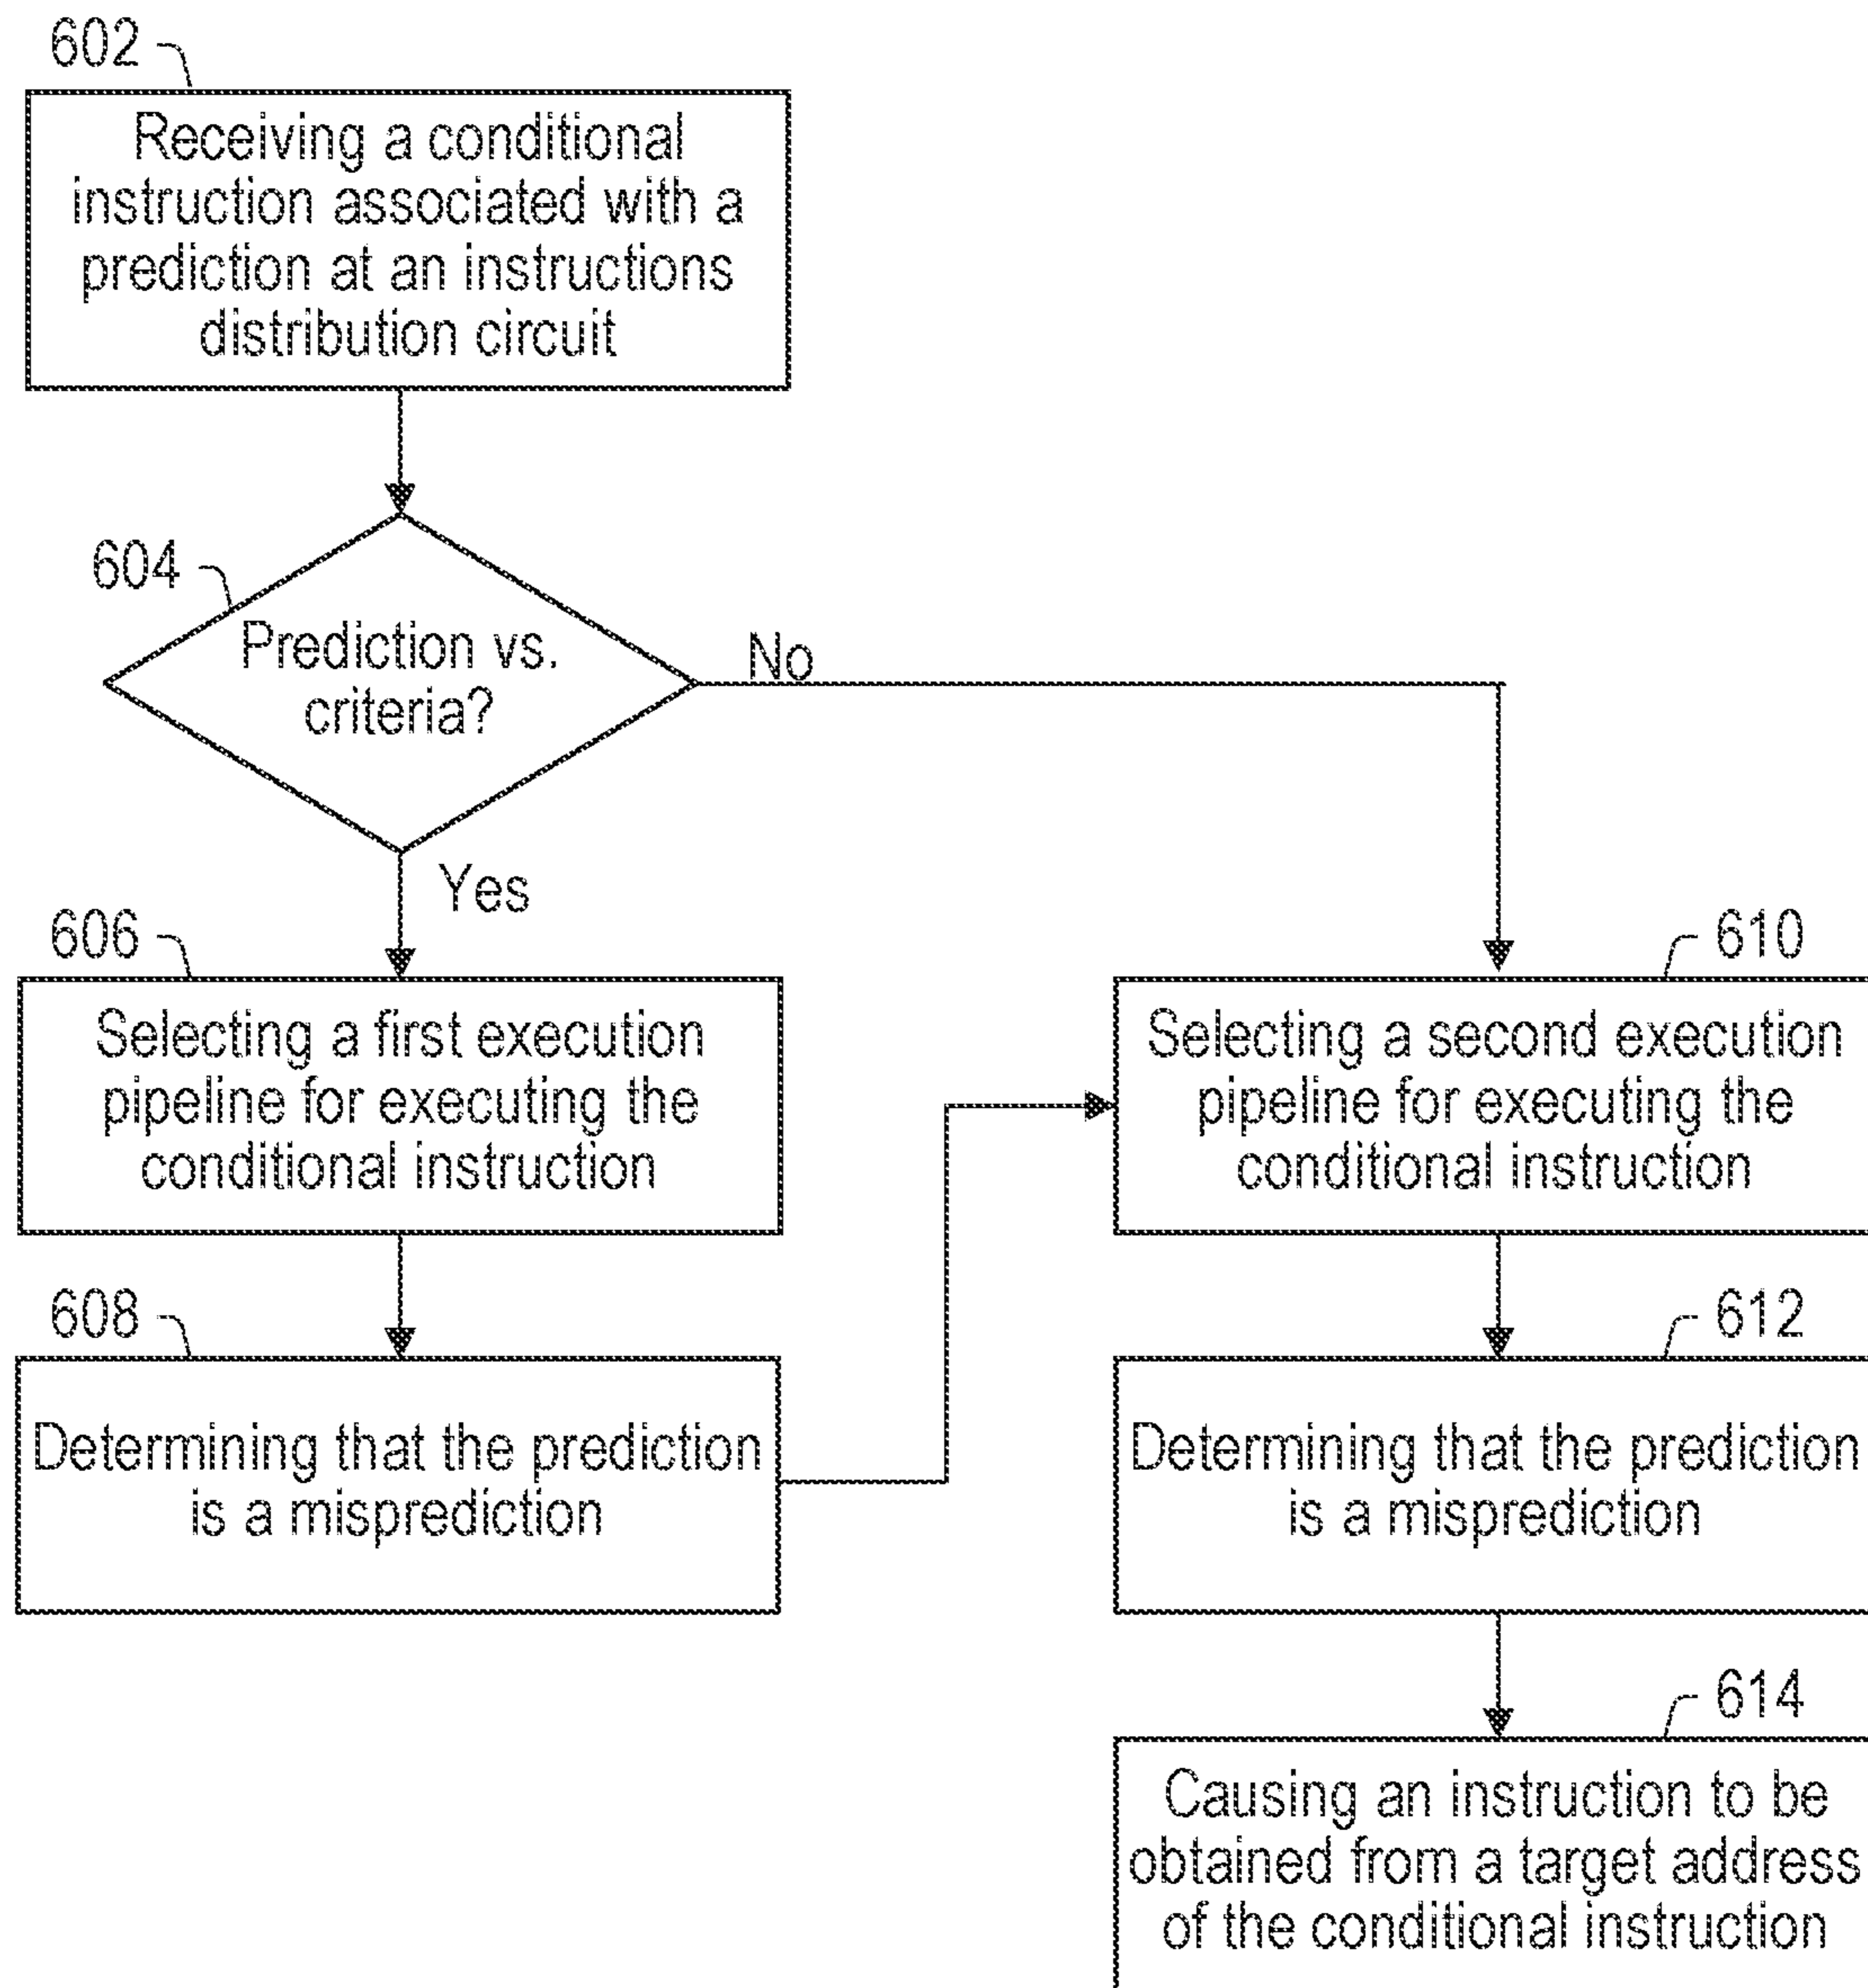 602
Receiving a conditional
instruction associated with a
prediction at an instructions
distribution circuit
604
Prediction vs.
criteria?
No
Yes
606
Selecting a first execution
pipeline for executing the
conditional instruction
608
Determining that the prediction
is a misprediction
610
Selecting a second execution
pipeline for executing the
conditional instruction
612
Determining that the prediction
is a misprediction
614
Causing an instruction to be
obtained from a target address
of the conditional instruction